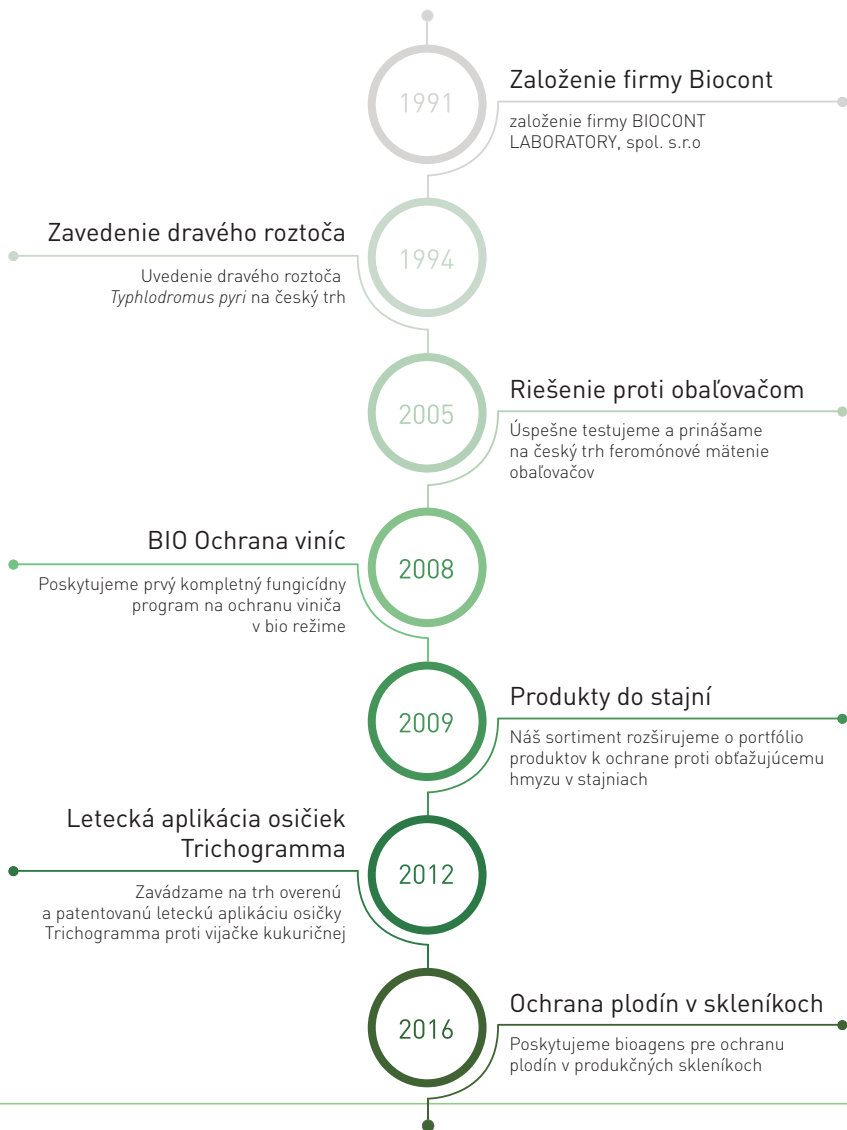 1991
Založenie firmy Biocont
založenie firmy BIOCONT
LABORATORY, spol. s.r.o
Zavedenie dravého roztoča
1994
Uvedenie dravého roztoča
Typhlodromus pyri na český trh
2005
Riešenie proti obaľovačom
Úspešne testujeme a prinášame
na český trh feromónové mätenie
obaľovačov
BIO Ochrana viníc
2008
Poskytujeme prvý kompletný fungicídny
program na ochranu viniča
v bio režime
2009
Produkty do stajní
Náš sortiment rozširujeme o portfólio
produktov k ochrane proti obťažujúcemu
hmyzu v stajniach
Letecká aplikácia osičiek
Trichogramma
2012
Zavádzame na trh overenú
a patentovanú leteckú aplikáciu osičky
Trichogramma proti vijačke kukuričnej
2016
Ochrana plodín v skleníkoch
Poskytujeme bioagens pre ochranu
plodín v produkčných skleníkoch